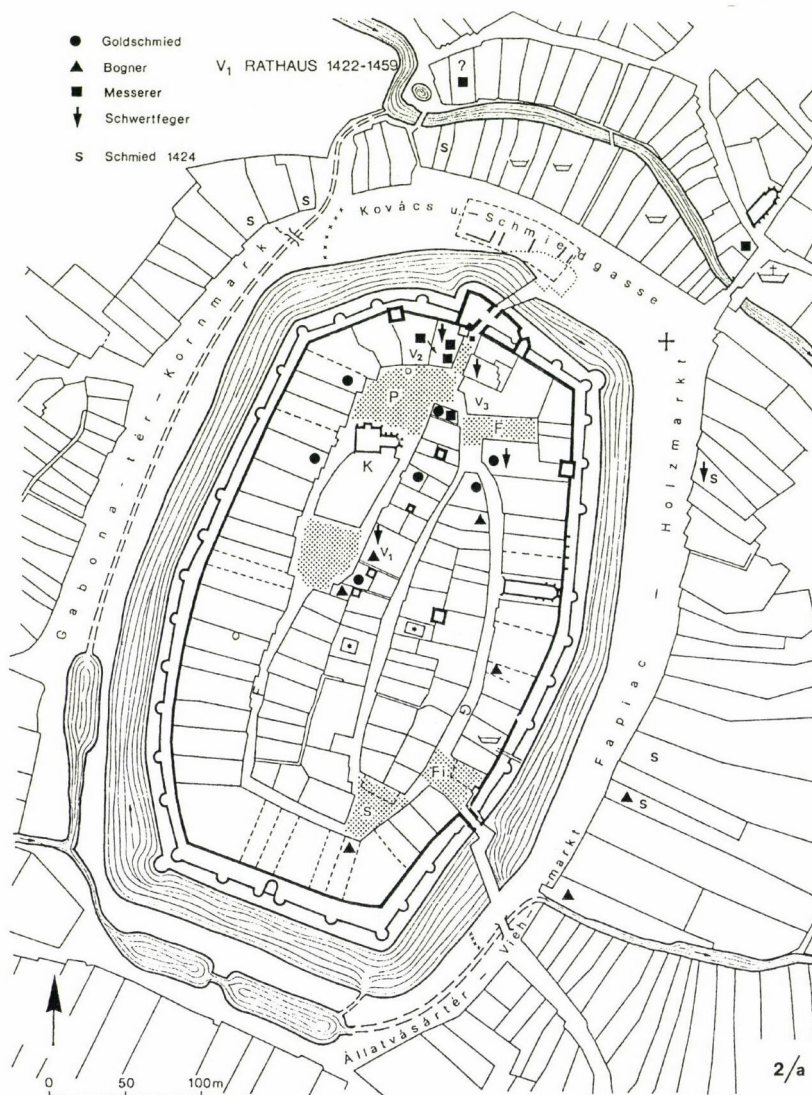 Goldschmied
Bogner
V₁ RATHAUS 1422-1459
Messerer
Schwertfeger
S Schmied 1424
?
S
S
S
Kovács u. - Schmiedgasse
Gabona-tér-Kornmarkt
V₂
P
V₃
F
K
V₁
S
Fapiac — Holzmarkt
F
G
Fi
S
S
S
Állatvásártér - Viehmarkt
0 50 100m
2/a